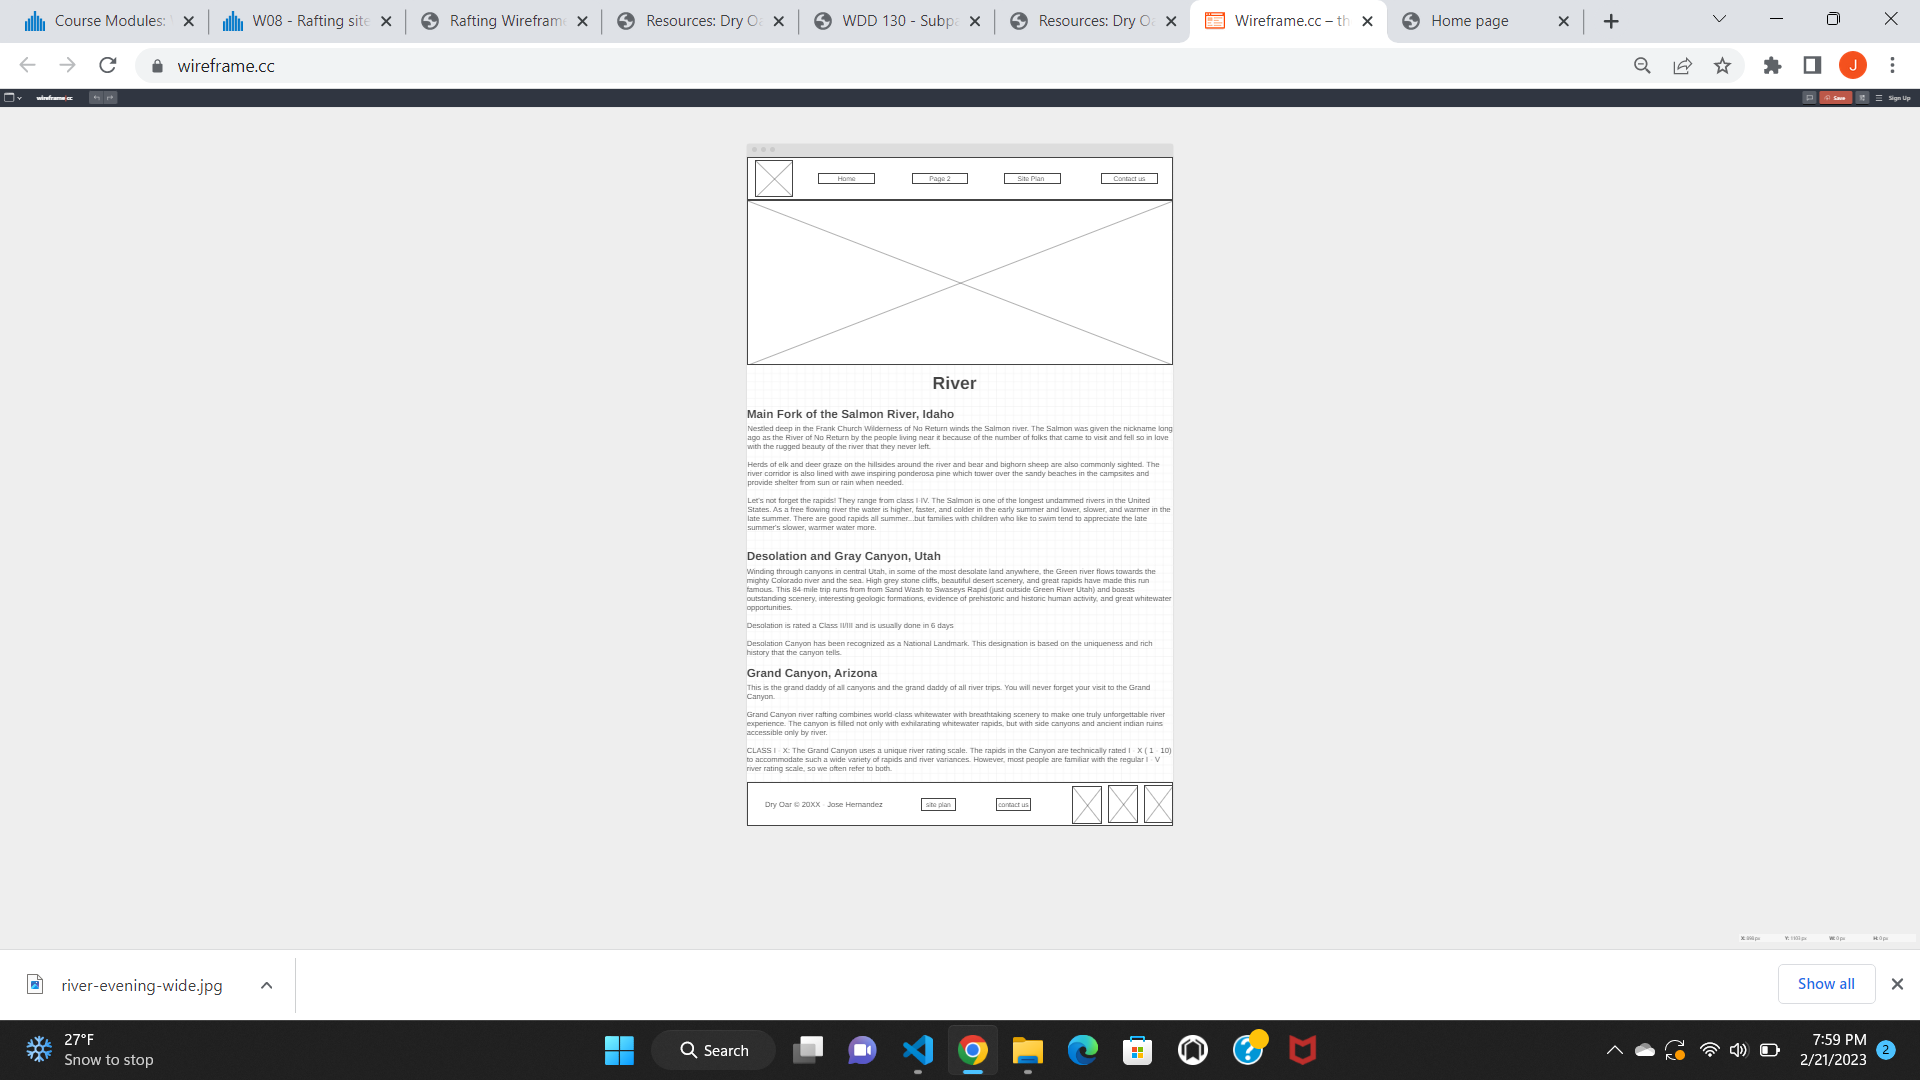 Course Modules:
W08 - Rafting site
Rafting Wireframe
Resources: Dry Oa
WDD 130 - Subpa
Resources: Dry Oa
Wireframe.cc – th
Home page
wireframe.cc
J
wireframe.cc
Save
Sign Up
Home
Page 2
Site Plan
Contact us
River
Main Fork of the Salmon River, Idaho
Nestled deep in the Frank Church Wilderness of No Return winds the Salmon river. The Salmon was given the nickname long
ago as the River of No Return by the people living near it because of the number of folks that came to visit and fell so in love
with the rugged beauty of the river that they never left.
Herds of elk and deer graze on the hillsides around the river and bear and bighorn sheep are also commonly sighted. The
river corridor is also lined with awe inspiring ponderosa pine which tower over the sandy beaches in the campsites and
provide shelter from sun or rain when needed.
Let's not forget the rapids! They range from class I-IV. The Salmon is one of the longest undammed rivers in the United
States. As a free flowing river the water is higher, faster, and colder in the early summer and lower, slower, and warmer in the
late summer. There are good rapids all summer...but families with children who like to swim tend to appreciate the late
summer's slower, warmer water more.
Desolation and Gray Canyon, Utah
Winding through canyons in central Utah, in some of the most desolate land anywhere, the Green river flows towards the
mighty Colorado river and the sea. High grey stone cliffs, beautiful desert scenery, and great rapids have made this run
famous. This 84 mile trip runs from from Sand Wash to Swaseys Rapid (just outside Green River Utah) and boasts
outstanding scenery, interesting geologic formations, evidence of prehistoric and historic human activity, and great whitewater
opportunities.
Desolation is rated a Class II/III and is usually done in 6 days
Desolation Canyon has been recognized as a National Landmark. This designation is based on the uniqueness and rich
history that the canyon tells.
Grand Canyon, Arizona
This is the grand daddy of all canyons and the grand daddy of all river trips. You will never forget your visit to the Grand
Canyon.
Grand Canyon river rafting combines world class whitewater with breathtaking scenery to make one truly unforgettable river
experience. The canyon is filled not only with exhilarating whitewater rapids, but with side canyons and ancient indian ruins
accessible only by river.
CLASS I - X: The Grand Canyon uses a unique river rating scale. The rapids in the Canyon are technically rated I - X ( 1 - 10)
to accommodate such a wide variety of rapids and river variances. However, most people are familiar with the regular I - V
river rating scale, so we often refer to both.
Dry Oar © 20XX - Jose Hernandez
site plan
contact us
river-evening-wide.jpg
Show all
27°F
Snow to stop
Search
7:59 PM
2/21/2023
2